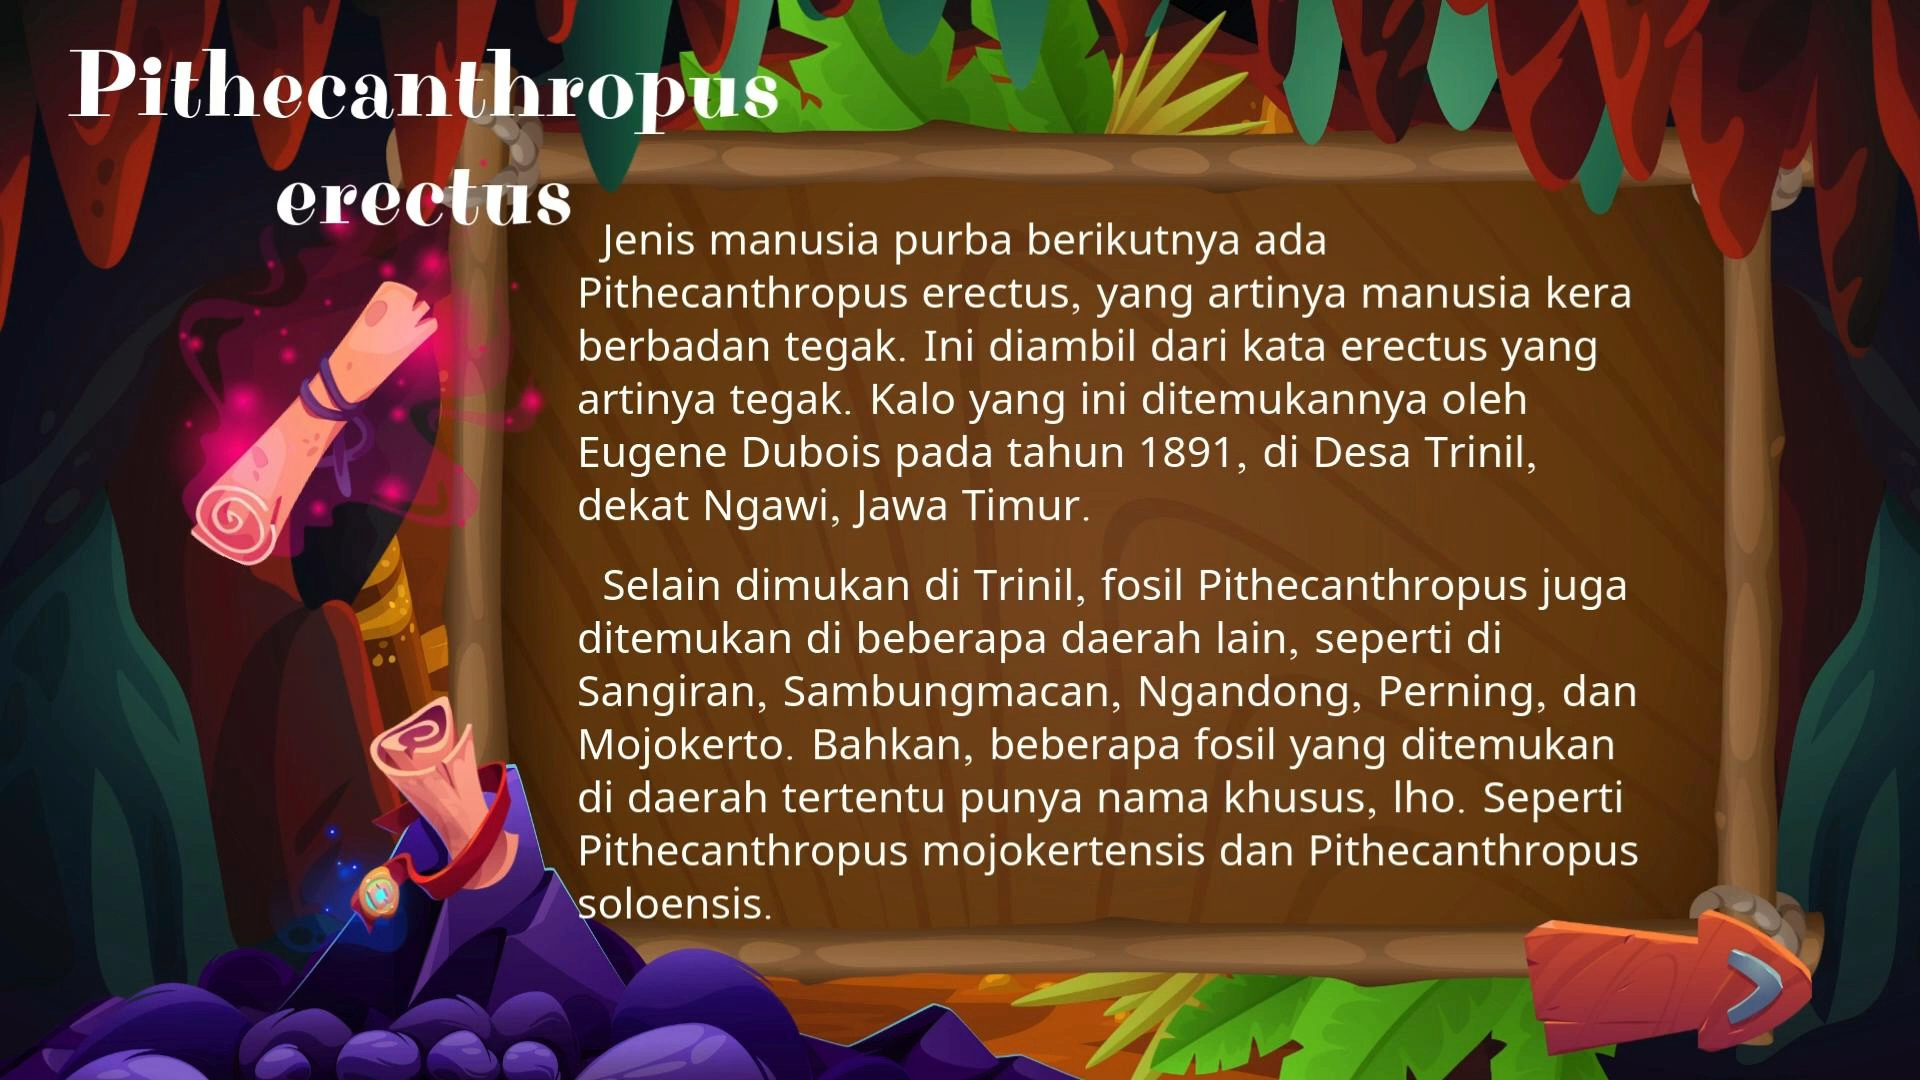 Pithecanthropus
erectus
Jenis manusia purba berikutnya ada
Pithecanthropus erectus, yang artinya manusia kera
berbadan tegak. Ini diambil dari kata erectus yang
artinya tegak. Kalo yang ini ditemukannya oleh
Eugene Dubois pada tahun 1891, di Desa Trinil,
dekat Ngawi, Jawa Timur.
Selain dimukan di Trinil, fosil Pithecanthropus juga
ditemukan di beberapa daerah lain, seperti di
Sangiran, Sambungmacan, Ngandong, Perning, dan
Mojokerto. Bahkan, beberapa fosil yang ditemukan
di daerah tertentu punya nama khusus, lho. Seperti
Pithecanthropus mojokertensis dan Pithecanthropus
soloensis.